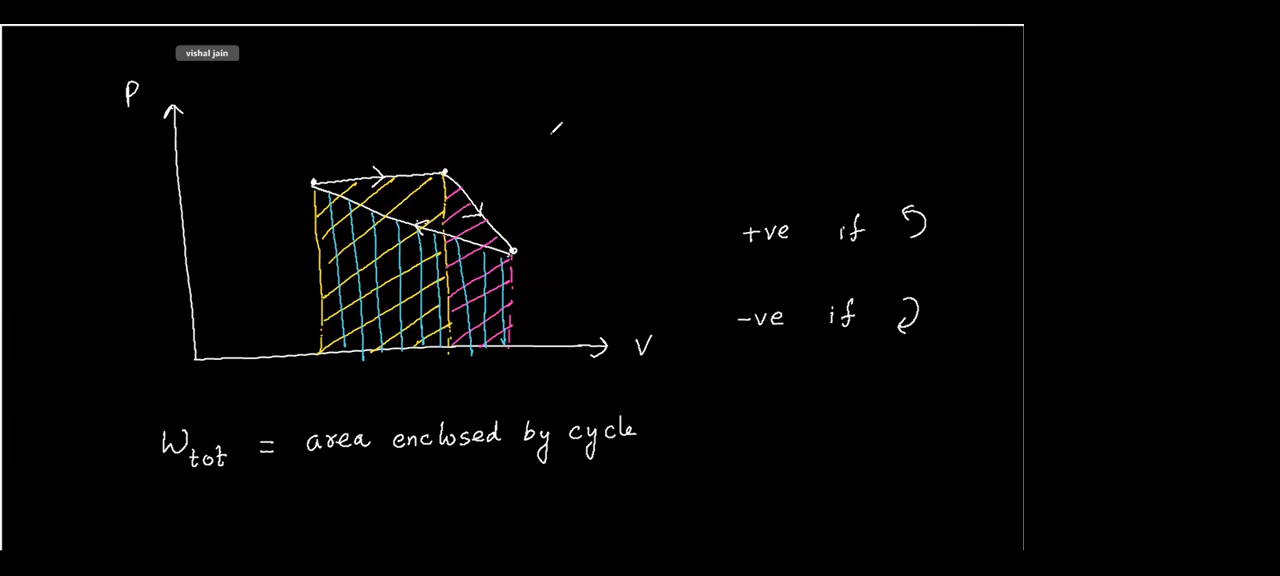 vishal jain
P
+ve if
-ve if
V
Wtot = area enclosed by cycle